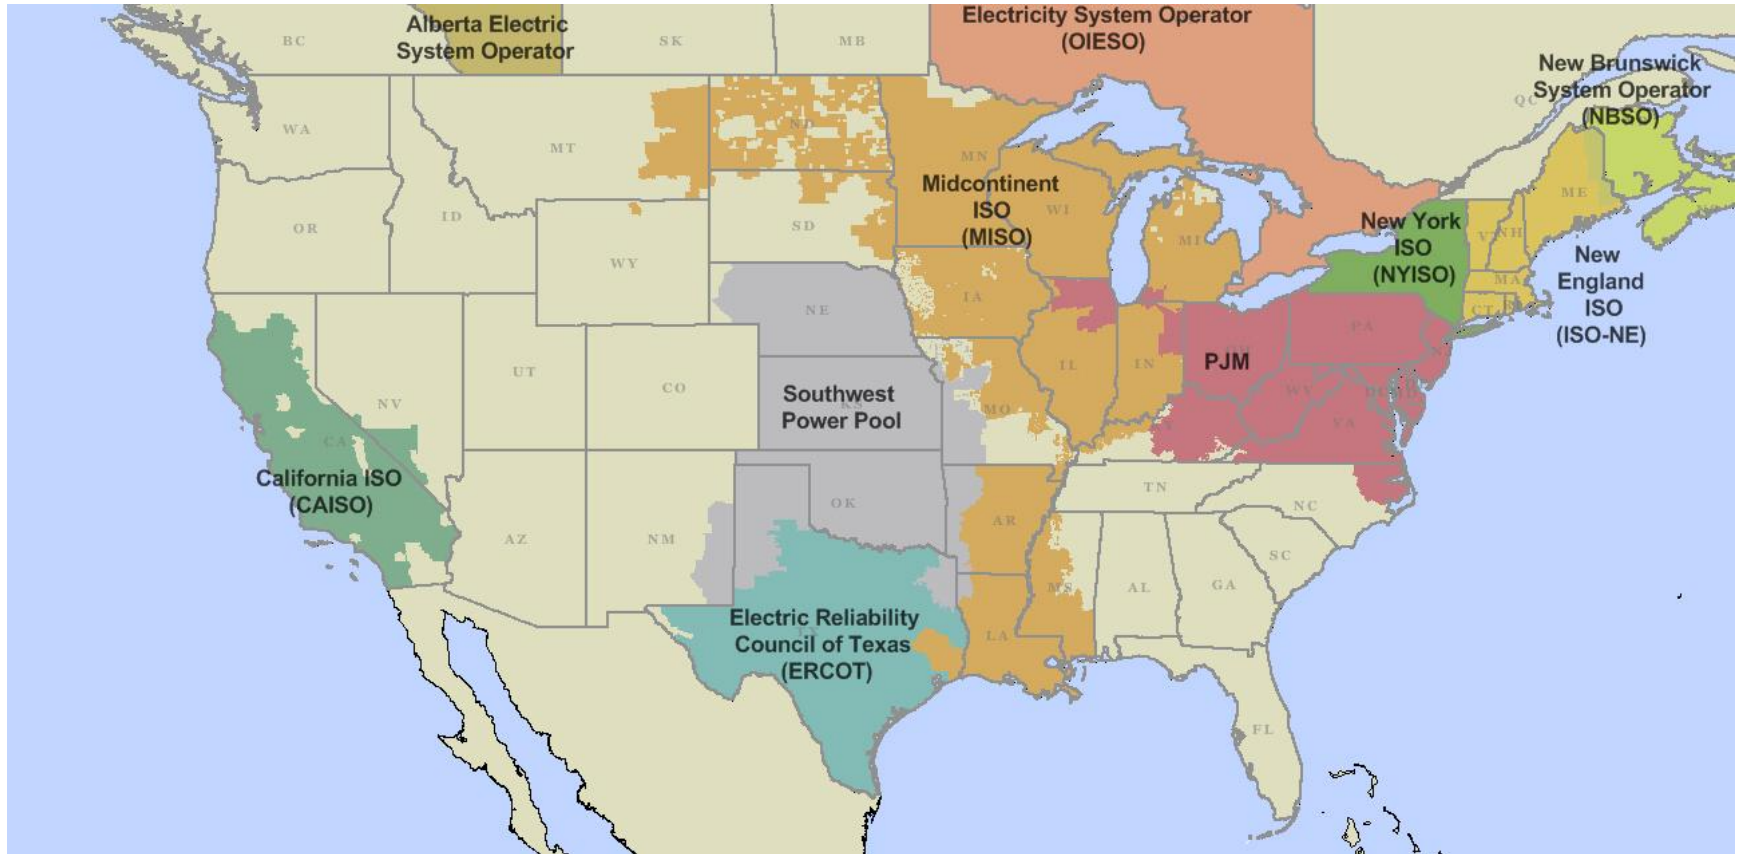 Alberta Electric
System Operator
Electricity System Operator
(OIESO)
New Brunswick
System Operator
(NBSO)
BC
SK
MB
QC
WA
MT
ND
MN
ME
OR
ID
SD
WI
MI
Midcontinent
ISO
(MISO)
New York
ISO
(NYISO)
VT
NH
MA
CT
New
England
ISO
(ISO-NE)
WY
NE
IA
IL
IN
PA
PJM
NV
UT
CO
KS
MO
WV
VA
Southwest
Power Pool
CA
California ISO
(CAISO)
AZ
NM
OK
AR
TN
NC
SC
MS
AL
GA
LA
Electric Reliability
Council of Texas
(ERCOT)
FL